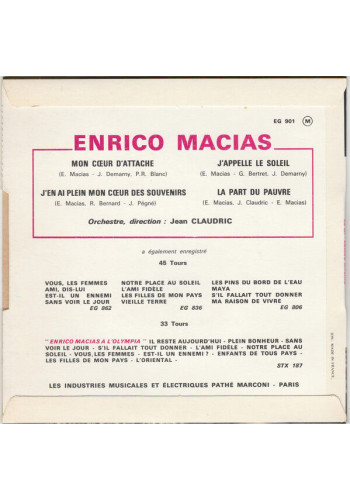 EG 901 M
ENRICO MACIAS
MON CŒUR D'ATTACHE
(E. Macias - J. Demarny, P.R. Blanc)
J'APPELLE LE SOLEIL
(E. Macias - G. Bertret, J. Demarny)
J'EN AI PLEIN MON CŒUR DES SOUVENIRS
(E. Macias, R. Bernard - J. Pégné)
LA PART DU PAUVRE
(E. Macias, J. Claudric - E. Macias)
Orchestre, direction : Jean CLAUDRIC
a également enregistré
45 Tours
VOUS, LES FEMMES
AMI, DIS-LUI
EST-IL UN ENNEMI
SANS VOIR LE JOUR
EG 862
NOTRE PLACE AU SOLEIL
L'AMI FIDÈLE
LES FILLES DE MON PAYS
VIEILLE TERRE
EG 836
LES PINS DU BORD DE L'EAU
MAYA
S'IL FALLAIT TOUT DONNER
MA RAISON DE VIVRE
EG 806
33 Tours
"ENRICO MACIAS A L'OLYMPIA" IL RESTE AUJOURD'HUI - PLEIN BONHEUR - SANS
VOIR LE JOUR - S'IL FALLAIT TOUT DONNER - L'AMI FIDÈLE - NOTRE PLACE AU
SOLEIL - VOUS, LES FEMMES - EST-IL UN ENNEMI ? - ENFANTS DE TOUS PAYS -
LES FILLES DE MON PAYS - L'ORIENTAL -
STX 187
LES INDUSTRIES MUSICALES ET ÉLECTRIQUES PATHÉ MARCONI - PARIS